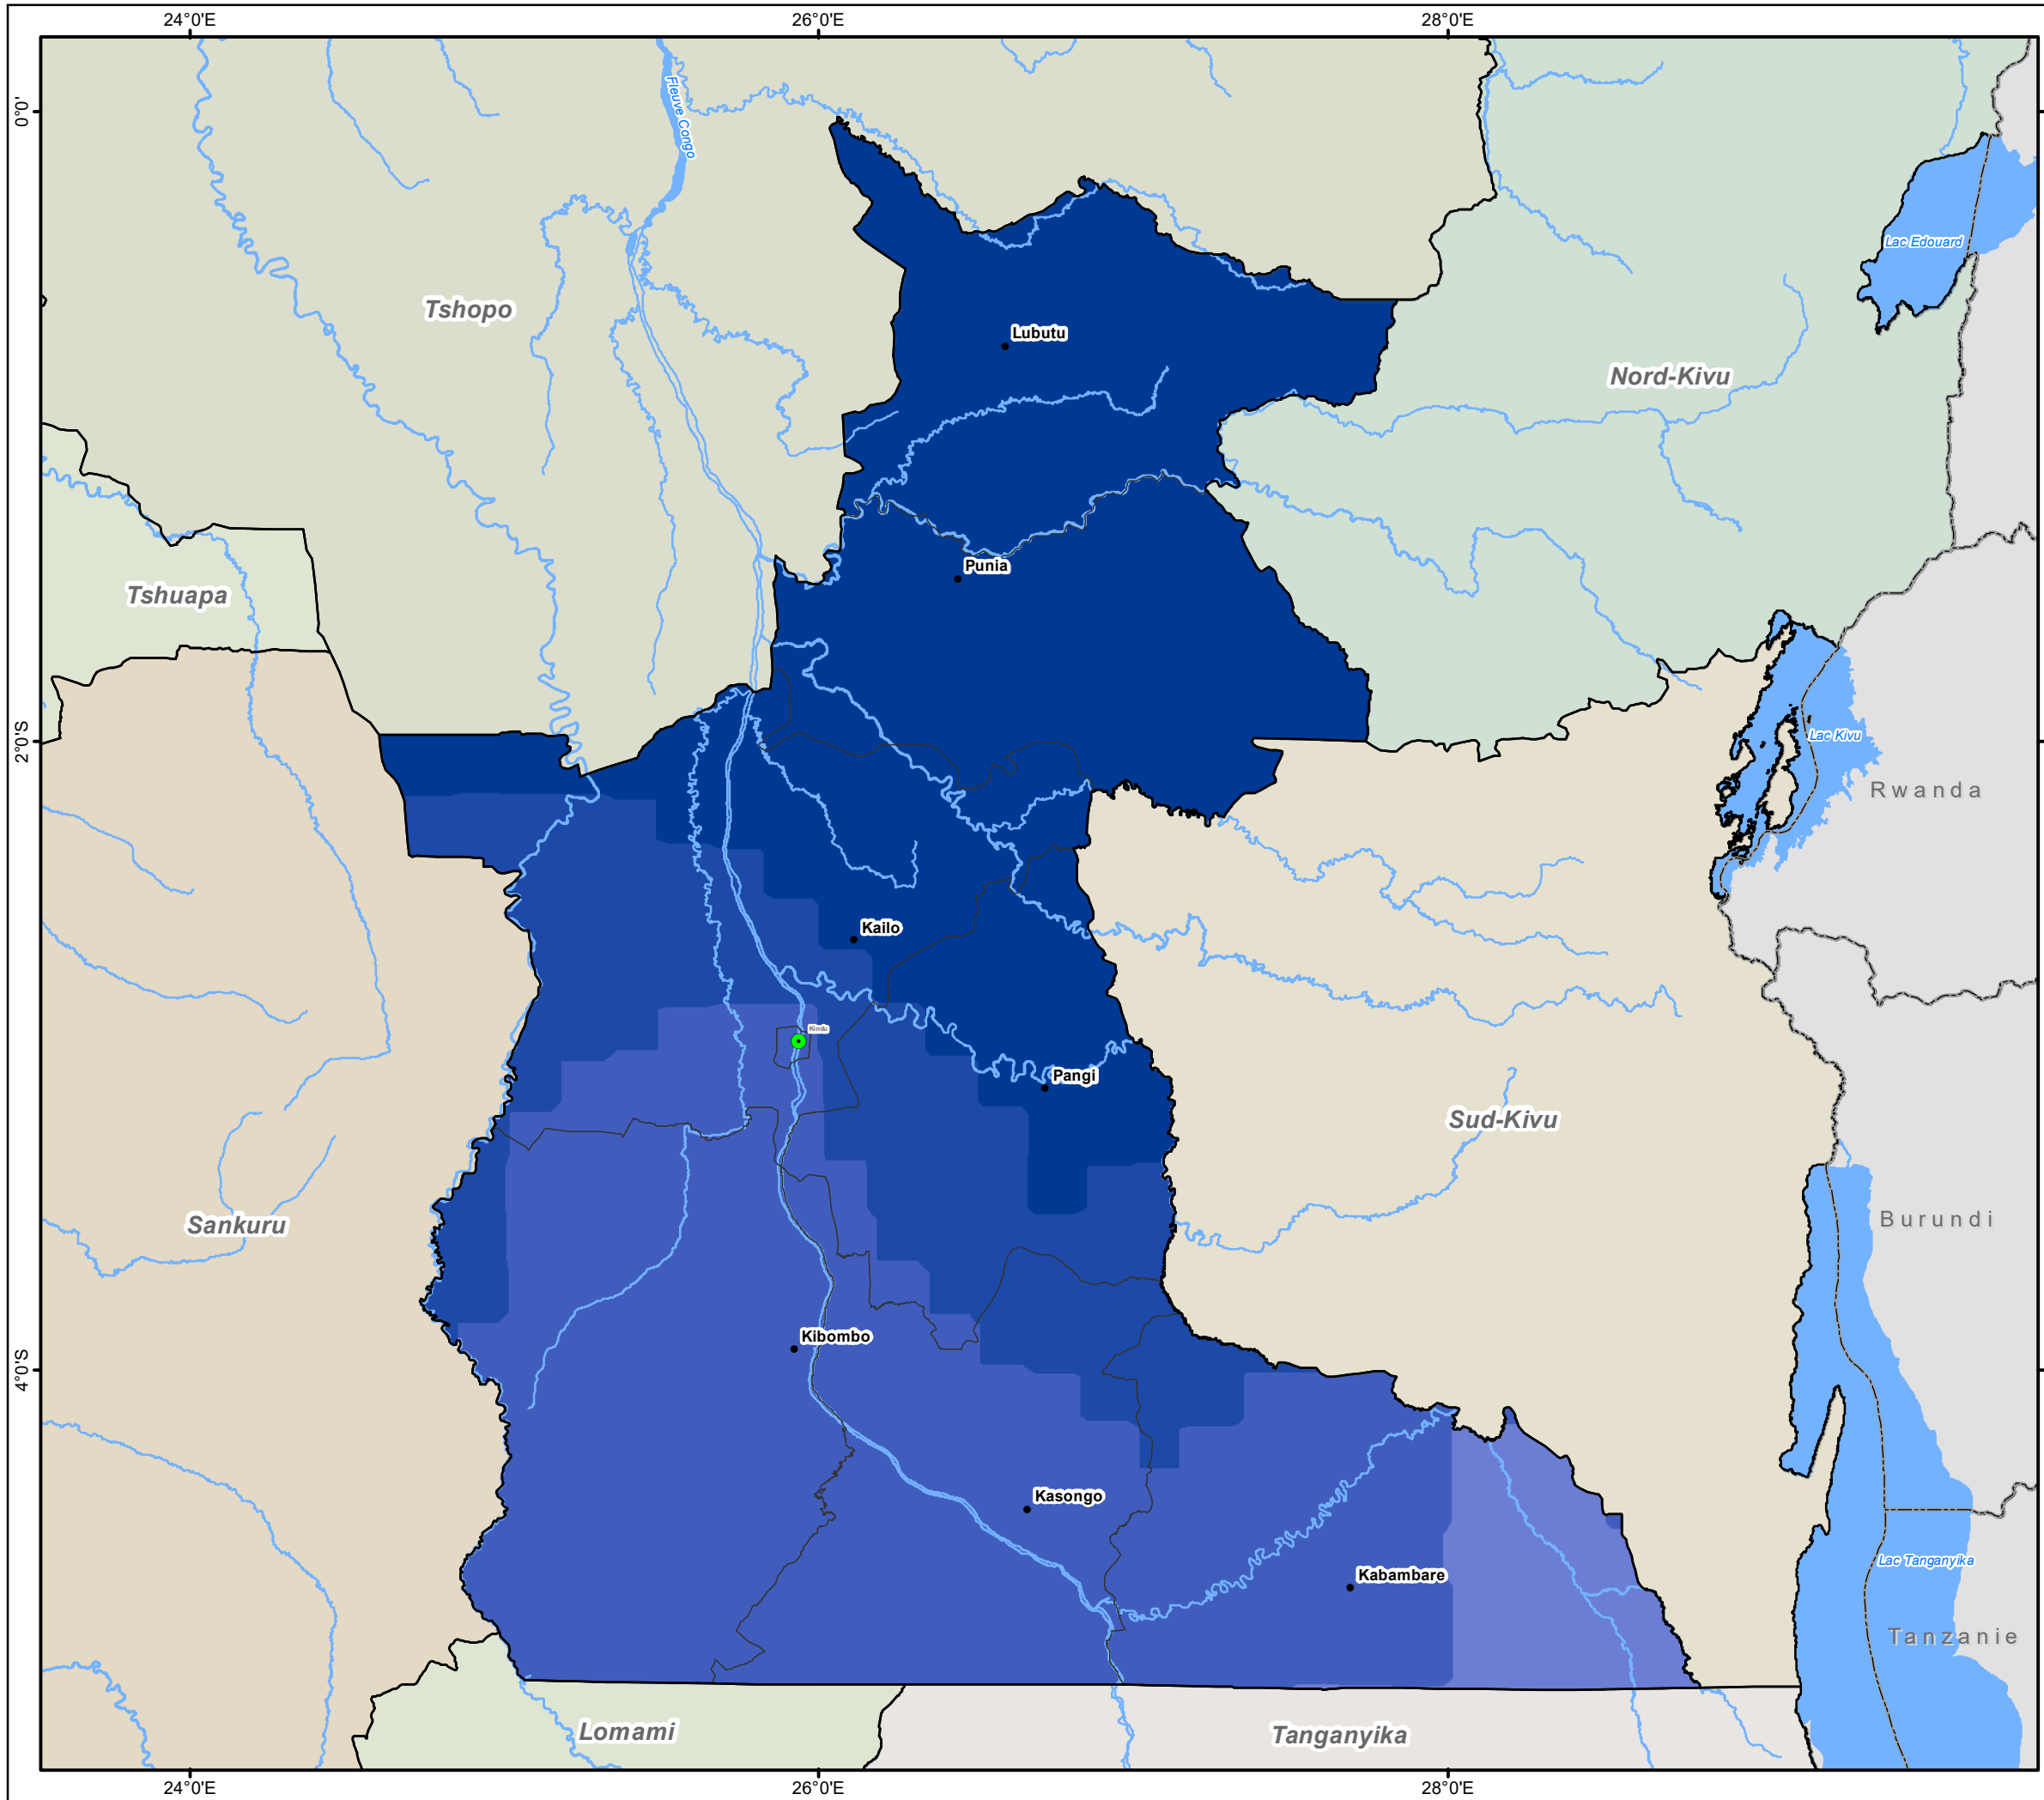 24°0'E
26°0'E
28°0'E
0°0'
Fleuve Congo
Lac Edouard
Tshopo
Lubutu
Nord-Kivu
Punia
Tshuapa
2°0'S
Lac Kivu
Rwanda
Kailo
Kindu
Pangi
Sud-Kivu
Sankuru
Burundi
Kibombo
4°0'S
Kasongo
Lac Tanganyika
Kabambare
Tanzanie
Lomami
Tanganyika
24°0'E
26°0'E
28°0'E